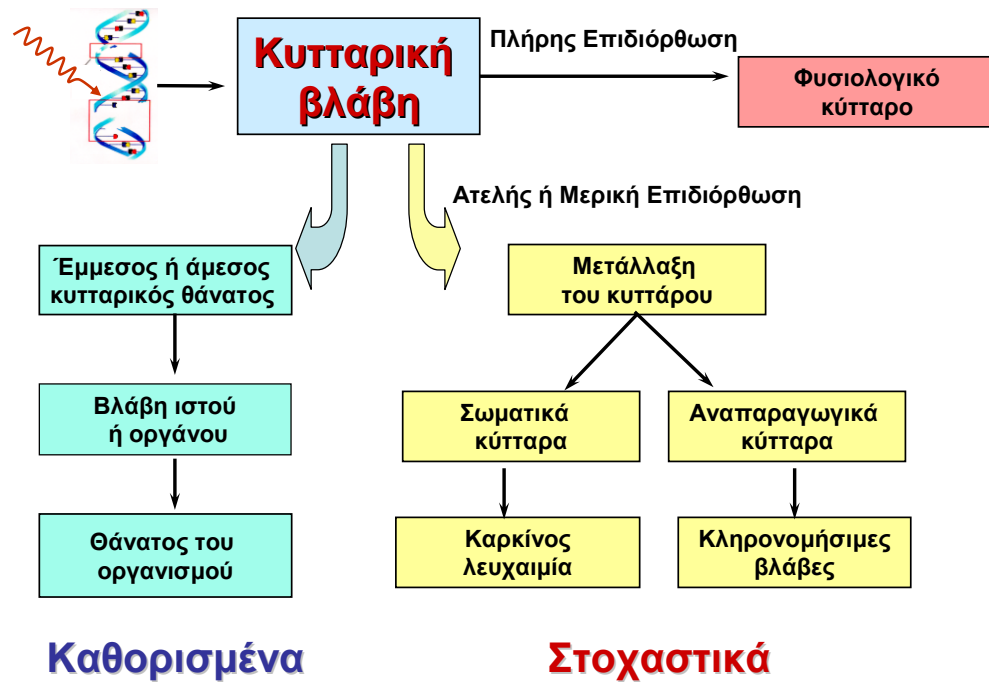 Κυτταρική
βλάβη
Πλήρης Επιδιόρθωση
Φυσιολογικό
κύτταρο
Ατελής ή Μερική Επιδιόρθωση
Έμμεσος ή άμεσος
κυτταρικός θάνατος
Μετάλλαξη
του κυττάρου
Βλάβη ιστού
ή οργάνου
Σωματικά
κύτταρα
Αναπαραγωγικά
κύτταρα
Θάνατος του
οργανισμού
Καρκίνος
λευχαιμία
Κληρονομήσιμες
βλάβες
Καθορισμένα
Στοχαστικά